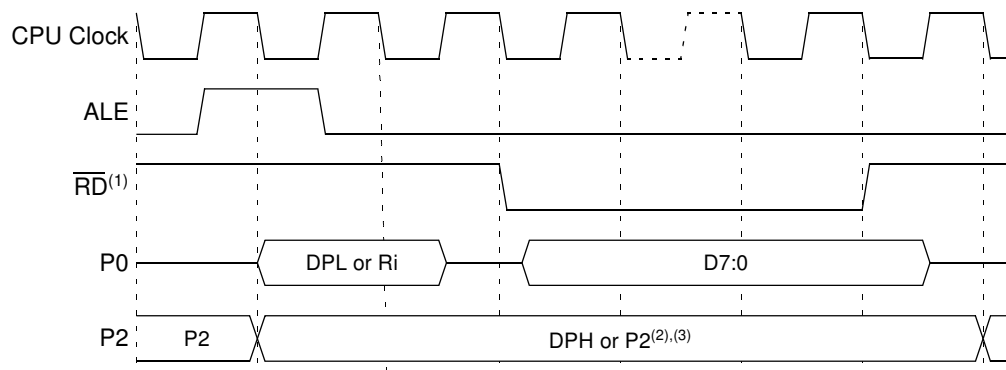 CPU Clock
ALE
RD(1)
P0 DPL or Ri D7:0
P2 P2 DPH or P2(2),(3)